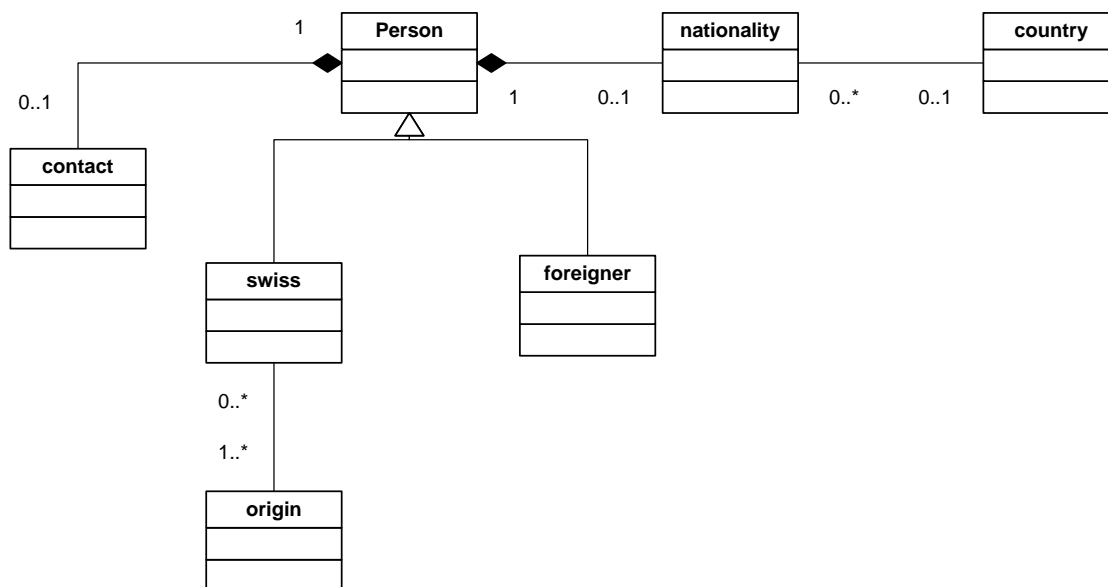 Person
nationality
country
1
1
0..1
0..*
0..1
0..1
contact
swiss
foreigner
0..*
1..*
origin